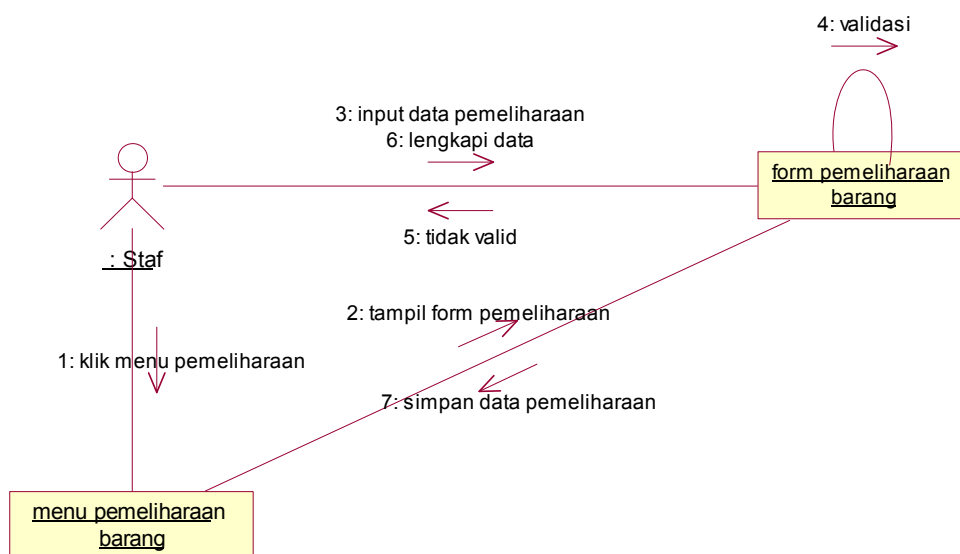 4: validasi
3: input data pemeliharaan
6: lengkapi data
form pemeliharaan
barang
5: tidak valid
: Staf
2: tampil form pemeliharaan
1: klik menu pemeliharaan
7: simpan data pemeliharaan
menu pemeliharaan
barang